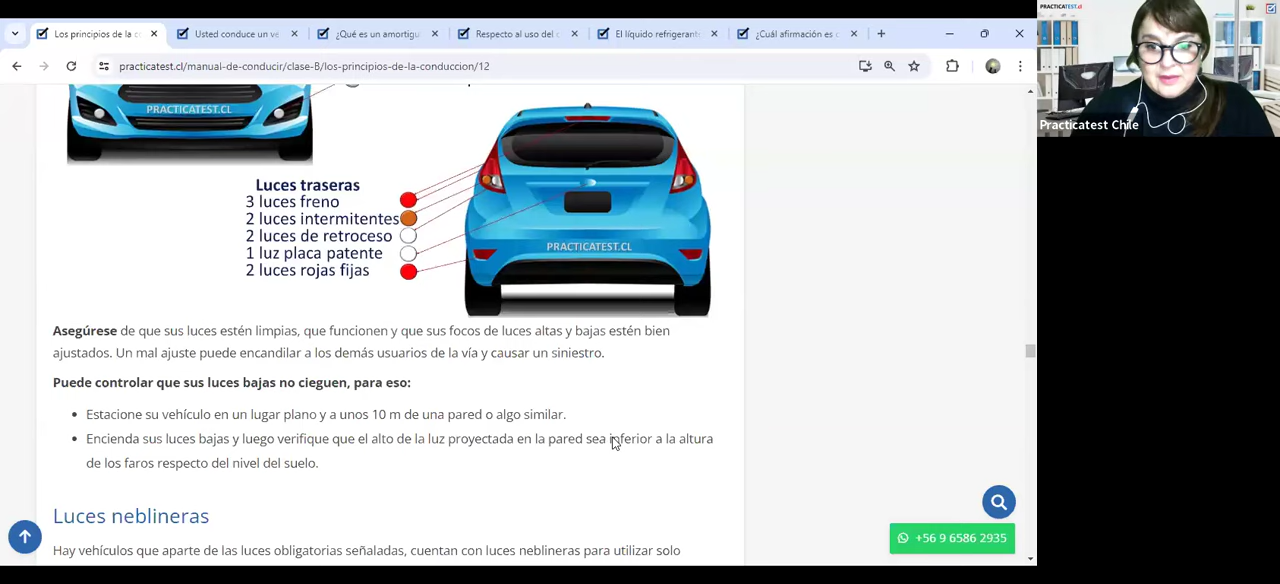 Los principios de la c
Usted conduce un ve
¿Qué es un amortigu
Respecto al uso del c
El líquido refrigerant
¿Cuál afirmación es c
practicatest.cl/manual-de-conducir/clase-B/los-principios-de-la-conduccion/12
PRACTICATEST.cl
Practicatest Chile
PRACTICATEST.CL
Luces traseras
3 luces freno
2 luces intermitentes
2 luces de retroceso
1 luz placa patente
2 luces rojas fijas
PRACTICATEST.CL
Asegúrese de que sus luces estén limpias, que funcionen y que sus focos de luces altas y bajas estén bien
ajustados. Un mal ajuste puede encandilar a los demás usuarios de la vía y causar un siniestro.
Puede controlar que sus luces bajas no cieguen, para eso:
• Estacione su vehículo en un lugar plano y a unos 10 m de una pared o algo similar.
• Encienda sus luces bajas y luego verifique que el alto de la luz proyectada en la pared sea inferior a la altura
de los faros respecto del nivel del suelo.
Luces neblineras
Hay vehículos que aparte de las luces obligatorias señaladas, cuentan con luces neblineras para utilizar solo
+56 9 6586 2935